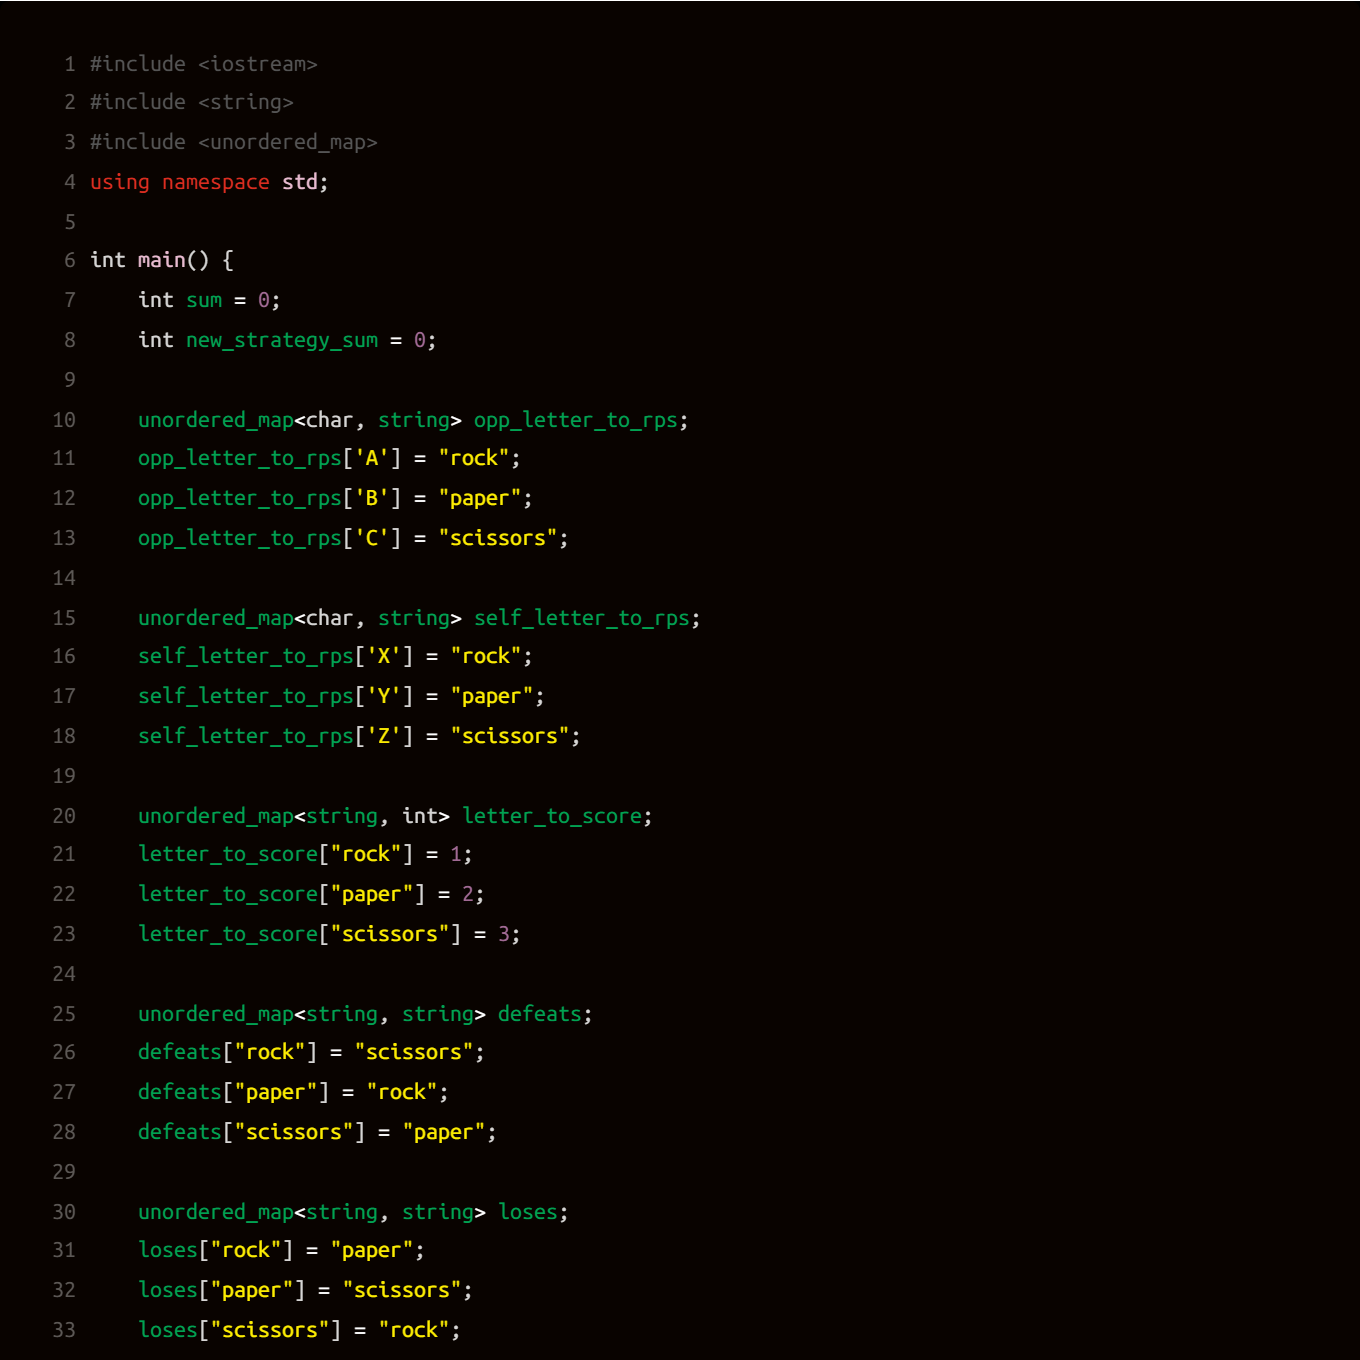 1 #include <iostream>
2 #include <string>
3 #include <unordered_map>
4 using namespace std;
5
6 int main() {
7     int sum = 0;
8     int new_strategy_sum = 0;
9
10     unordered_map<char, string> opp_letter_to_rps;
11     opp_letter_to_rps['A'] = "rock";
12     opp_letter_to_rps['B'] = "paper";
13     opp_letter_to_rps['C'] = "scissors";
14
15     unordered_map<char, string> self_letter_to_rps;
16     self_letter_to_rps['X'] = "rock";
17     self_letter_to_rps['Y'] = "paper";
18     self_letter_to_rps['Z'] = "scissors";
19
20     unordered_map<string, int> letter_to_score;
21     letter_to_score["rock"] = 1;
22     letter_to_score["paper"] = 2;
23     letter_to_score["scissors"] = 3;
24
25     unordered_map<string, string> defeats;
26     defeats["rock"] = "scissors";
27     defeats["paper"] = "rock";
28     defeats["scissors"] = "paper";
29
30     unordered_map<string, string> loses;
31     loses["rock"] = "paper";
32     loses["paper"] = "scissors";
33     loses["scissors"] = "rock";